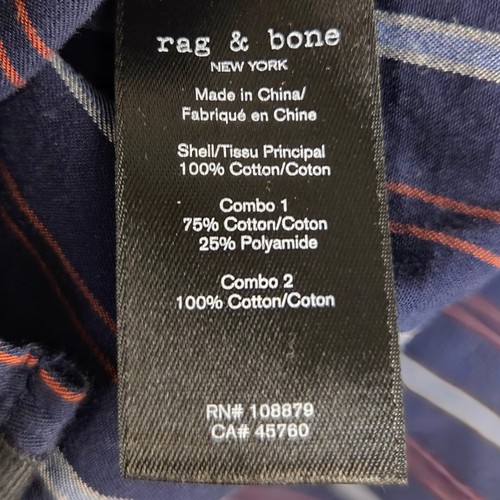 rag & bone
NEW YORK
Made in China/
Fabriqué en Chine
Shell/Tissu Principal
100% Cotton/Coton
Combo 1
75% Cotton/Coton
25% Polyamide
Combo 2
100% Cotton/Coton
RN# 108879
CA# 45760